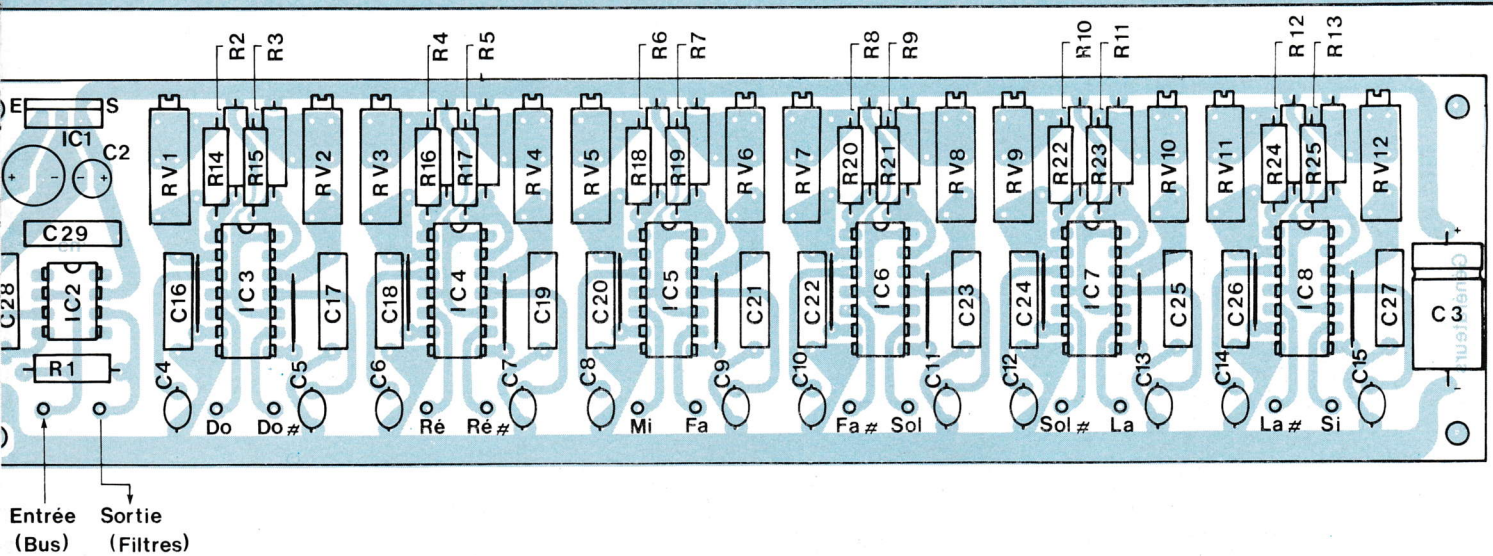 R2 R3 R4 R5 R6 R7 R8 R9 R10 R11 R12 R13
E S
IC1
C2
+ - - +
RV1 R14 R15 RV2 RV3 R16 R17 RV4 RV5 R18 R19 RV6 RV7 R20 R21 RV8 RV9 R22 R23 RV10 RV11 R24 R25 RV12
C29
C28 IC2 C16 IC3 C17 C18 IC4 C19 C20 IC5 C21 C22 IC6 C23 C24 IC7 C25 C26 IC8 C27
+
C3
-
Générateurs
R1
C4 C5 C6 C7 C8 C9 C10 C11 C12 C13 C14 C15
Do Do# Ré Ré# Mi Fa Fa# Sol Sol# La La# Si
Entrée Sortie
(Bus) (Filtres)